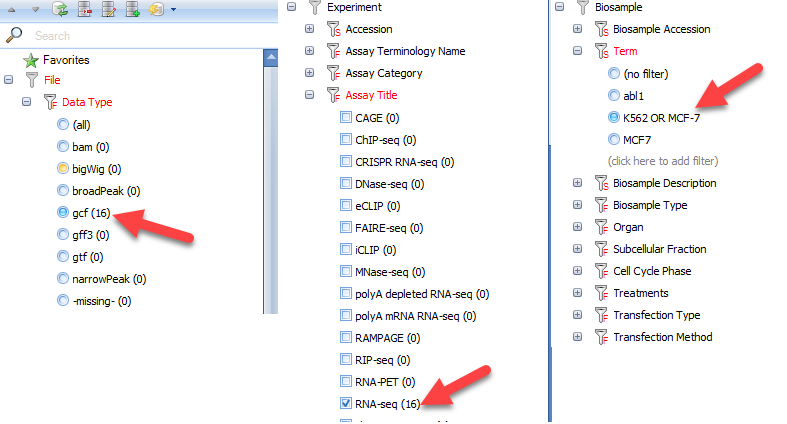 Search
Favorites
File
Data Type
(all)
bam (0)
bigWig (0)
broadPeak (0)
gcf (16)
gff3 (0)
gtf (0)
narrowPeak (0)
-missing- (0)
Experiment
Accession
Assay Terminology Name
Assay Category
Assay Title
CAGE (0)
ChIP-seq (0)
CRISPR RNA-seq (0)
DNase-seq (0)
eCLIP (0)
FAIRE-seq (0)
iCLIP (0)
MNase-seq (0)
polyA depleted RNA-seq (0)
polyA mRNA RNA-seq (0)
RAMPAGE (0)
RIP-seq (0)
RNA-PET (0)
RNA-seq (16)
Biosample
Biosample Accession
Term
(no filter)
abl1
K562 OR MCF-7
MCF7
(click here to add filter)
Biosample Description
Biosample Type
Organ
Subcellular Fraction
Cell Cycle Phase
Treatments
Transfection Type
Transfection Method